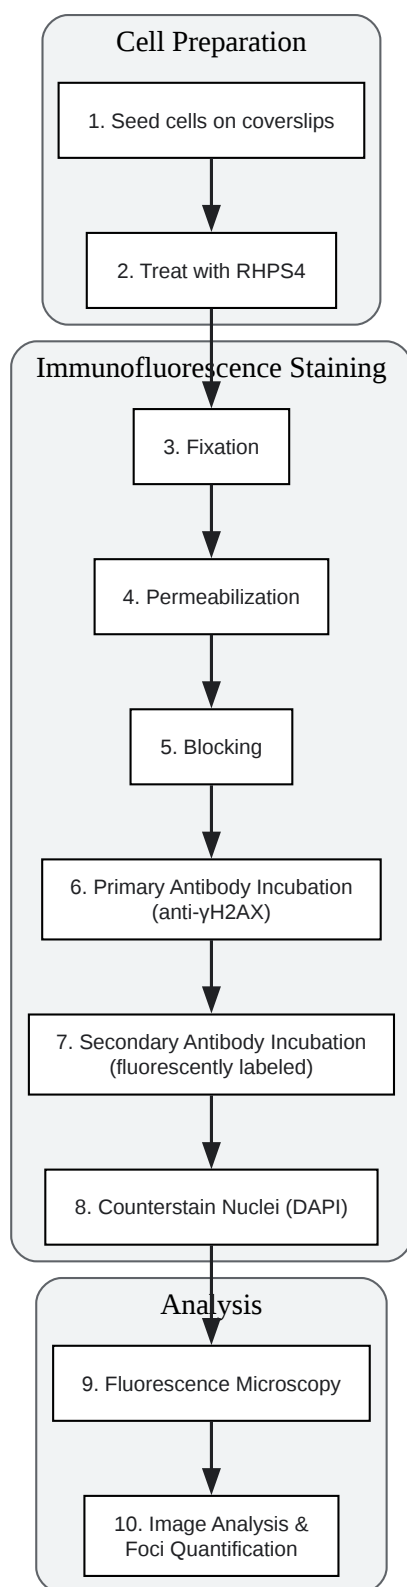 Cell Preparation
1. Seed cells on coverslips
2. Treat with RHPS4
Immunofluorescence Staining
3. Fixation
4. Permeabilization
5. Blocking
6. Primary Antibody Incubation
(anti-γH2AX)
7. Secondary Antibody Incubation
(fluorescently labeled)
8. Counterstain Nuclei (DAPI)
Analysis
9. Fluorescence Microscopy
10. Image Analysis &
Foci Quantification